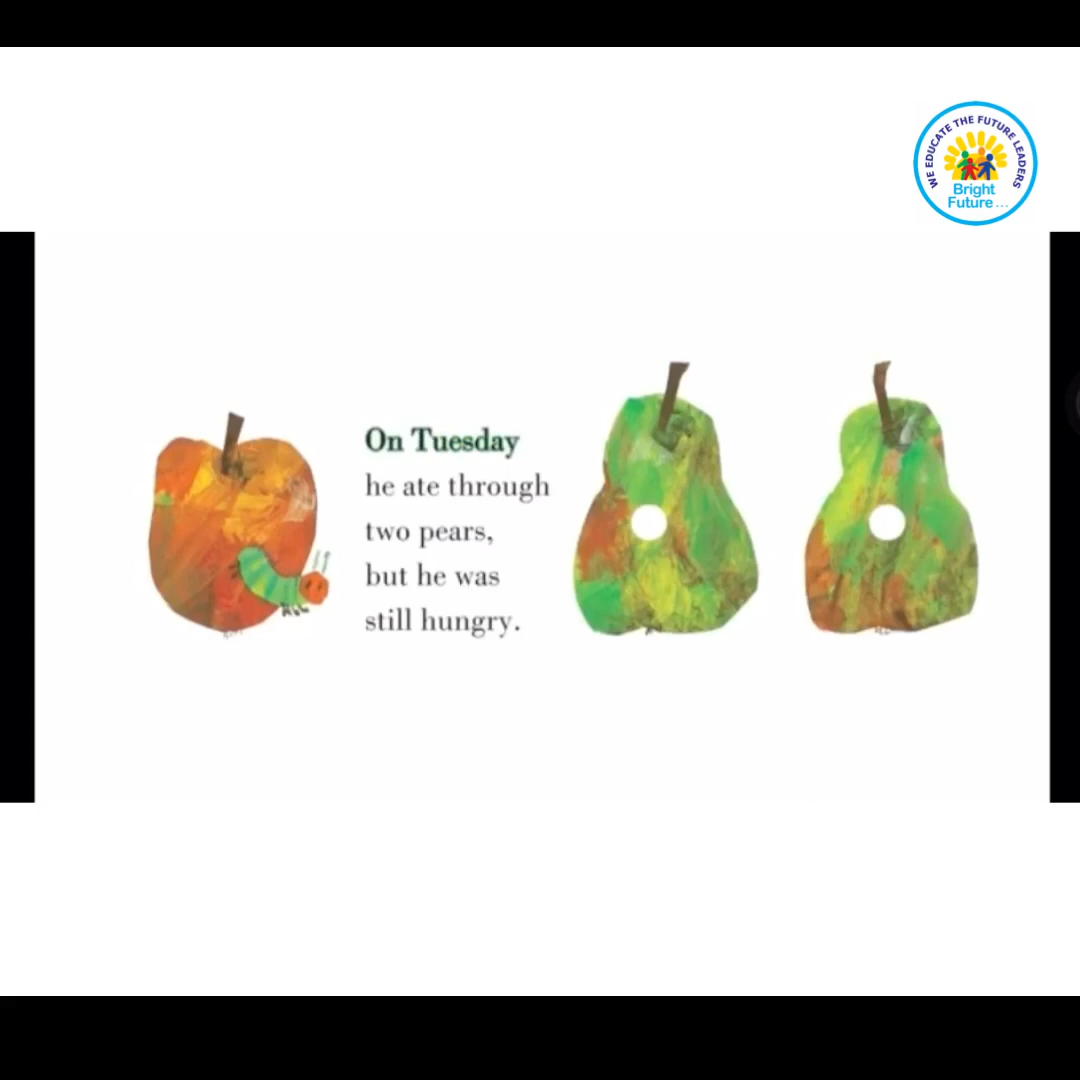 WE EDUCATE THE FUTURE LEADERS
Bright
Future...
On Tuesday
he ate through
two pears,
but he was
still hungry.